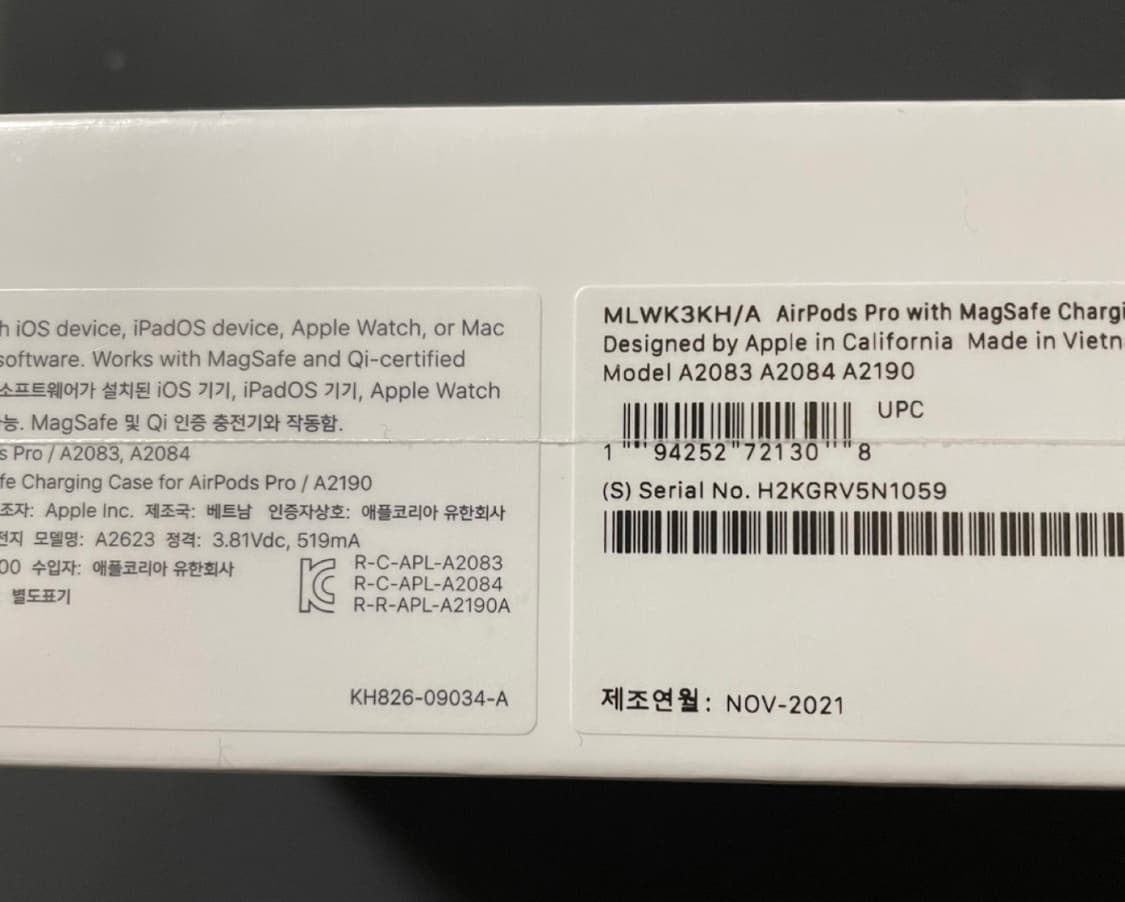 iOS device, iPadOS device, Apple Watch, or Mac
software. Works with MagSafe and Qi-certified
소프트웨어가 설치된 iOS 기기, iPadOS 기기, Apple Watch
MagSafe 및 Qi 인증 충전기와 작동함.
Pro / A2083, A2084
Charging Case for AirPods Pro / A2190
Apple Inc. 제조국: 베트남 인증자상호: 애플코리아 유한회사
모델명: A2623 정격: 3.81Vdc, 519mA
수입자: 애플코리아 유한회사
별도표기
R-C-APL-A2083
R-C-APL-A2084
R-R-APL-A2190A
KH826-09034-A
MLWK3KH/A AirPods Pro with MagSafe Chargi
Designed by Apple in California Made in Vietn
Model A2083 A2084 A2190
UPC
1 94252 72130 8
(S) Serial No. H2KGRV5N1059
제조연월: NOV-2021